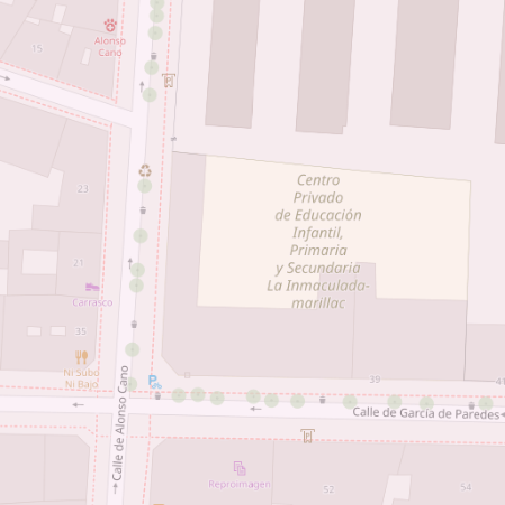 Alonso
Cano
15
Centro
Privado
de Educación
Infantil,
Primaria
y Secundaria
La Inmaculada-
marillac
23
21
Carrasco
35
Ni Subo
Ni Bajo
39
41
Calle de Alonso Cano
Calle de García de Paredes
Reproimagen
52
54